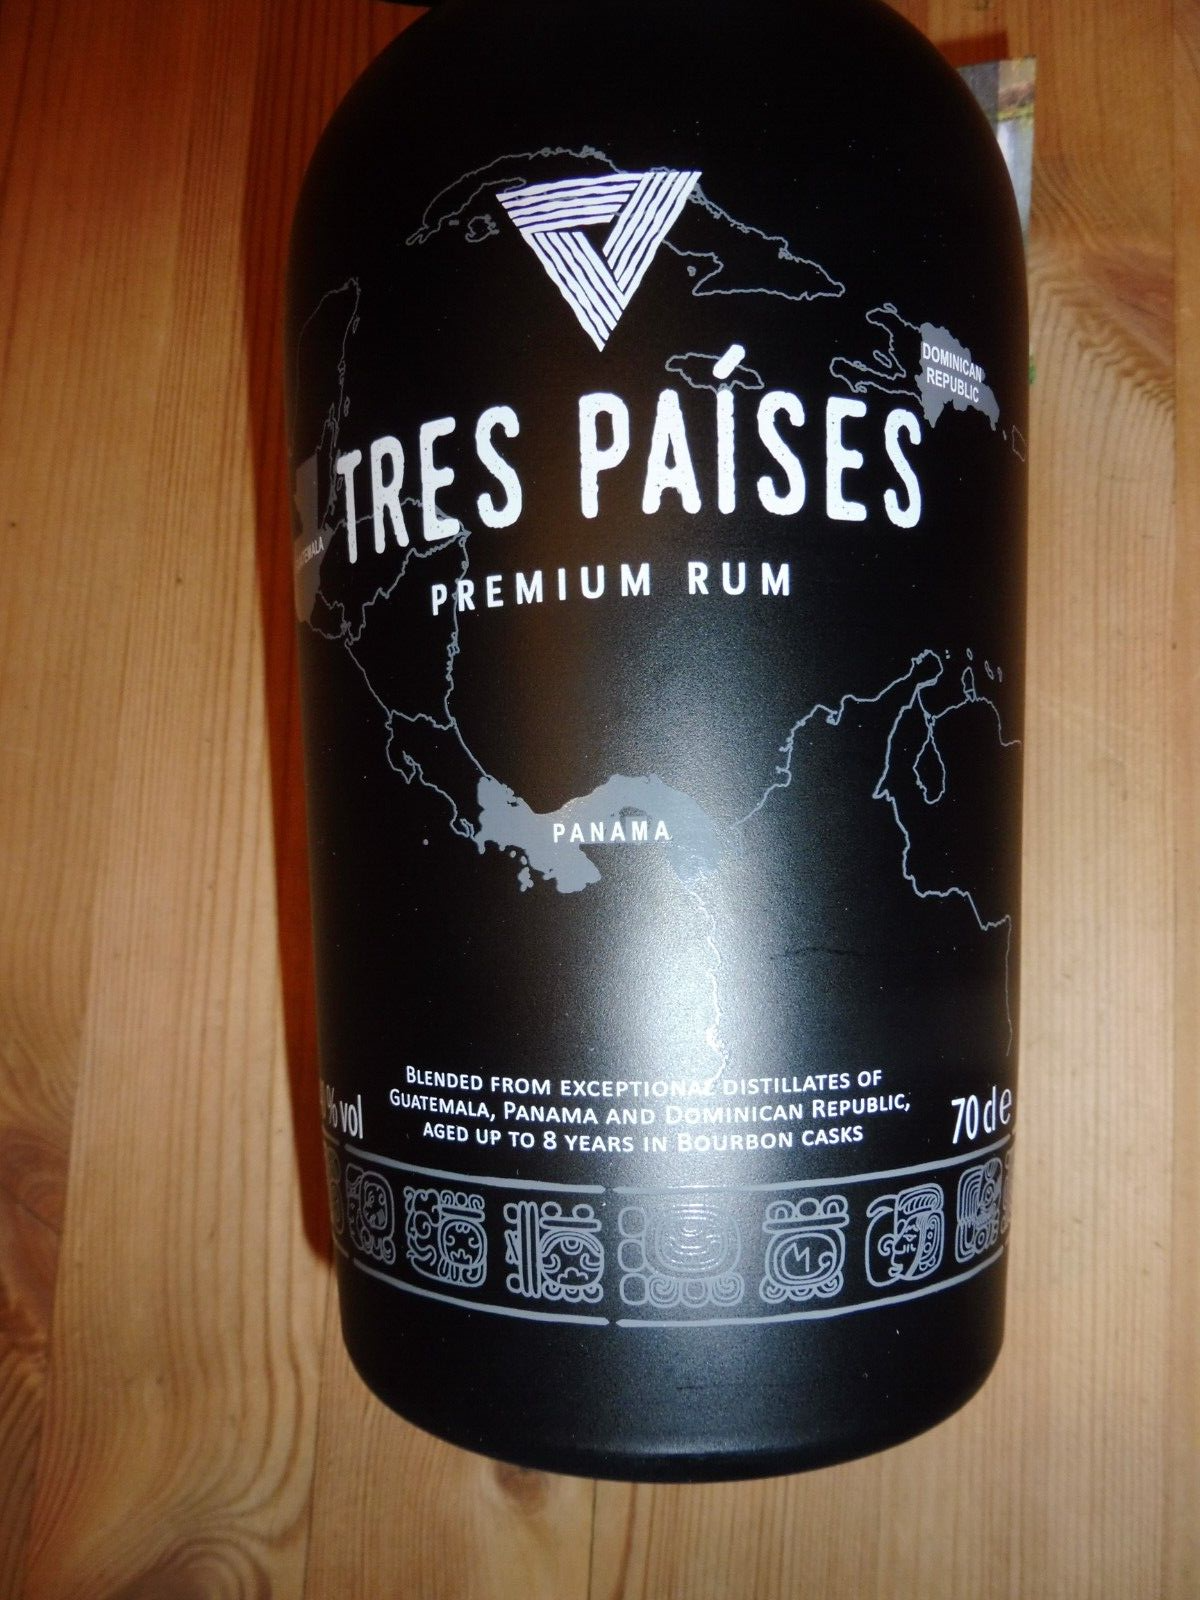 DOMINICAN
REPUBLIC
TRES PAÍSES
PREMIUM RUM
PANAMA
BLENDED FROM EXCEPTIONAL DISTILLATES OF
GUATEMALA, PANAMA AND DOMINICAN REPUBLIC,
AGED UP TO 8 YEARS IN BOURBON CASKS
% vol
70 cl e